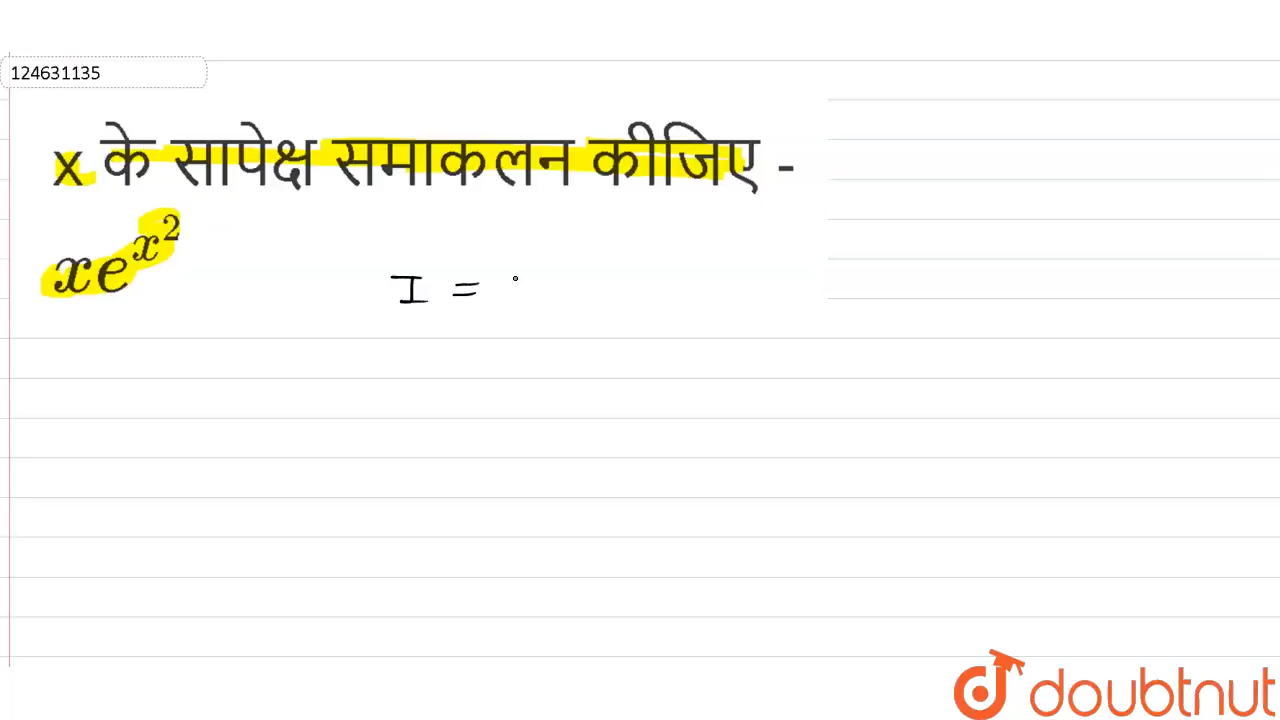 124631135
x के सापेक्ष समाकलन कीजिए -
xe^{x^2}
I =
doubtnut